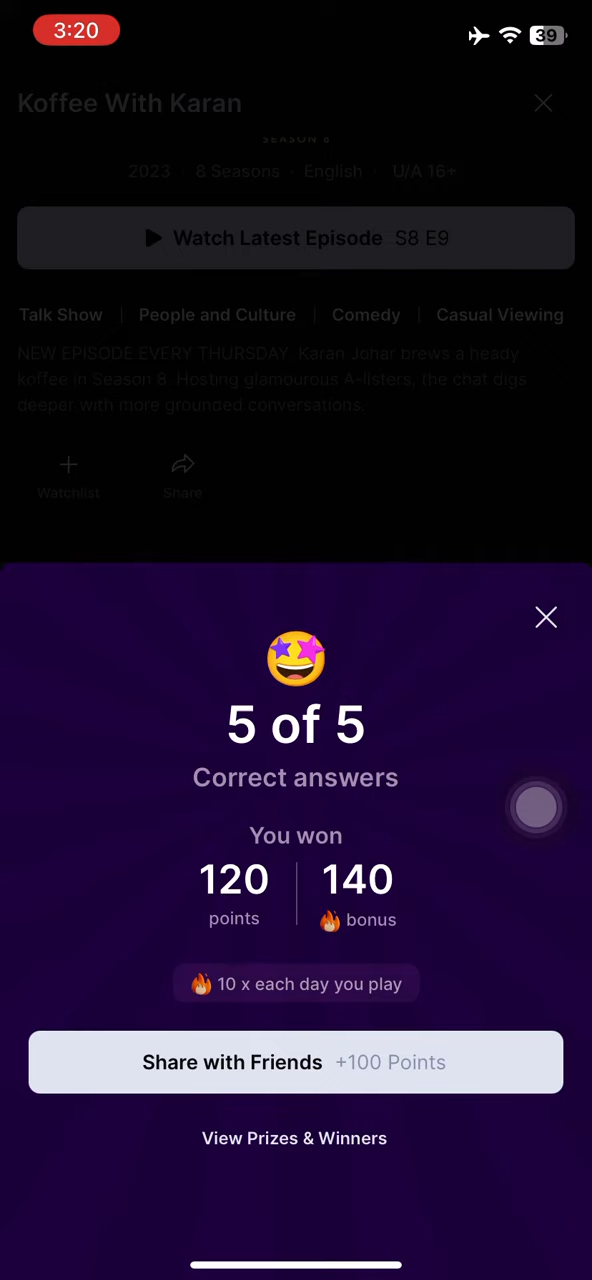 3:20
39
Koffee With Karan
SEASON 8
2023 · 8 Seasons · English · U/A 16+
Watch Latest Episode S8 E9
Talk Show | People and Culture | Comedy | Casual Viewing
NEW EPISODE EVERY THURSDAY. Karan Johar brews a heady
koffee in Season 8. Hosting glamourous A-listers, the chat digs
deeper with more grounded conversations.
Watchlist Share
5 of 5
Correct answers
You won
120 140
points 🔥 bonus
🔥 10 x each day you play
Share with Friends +100 Points
View Prizes & Winners